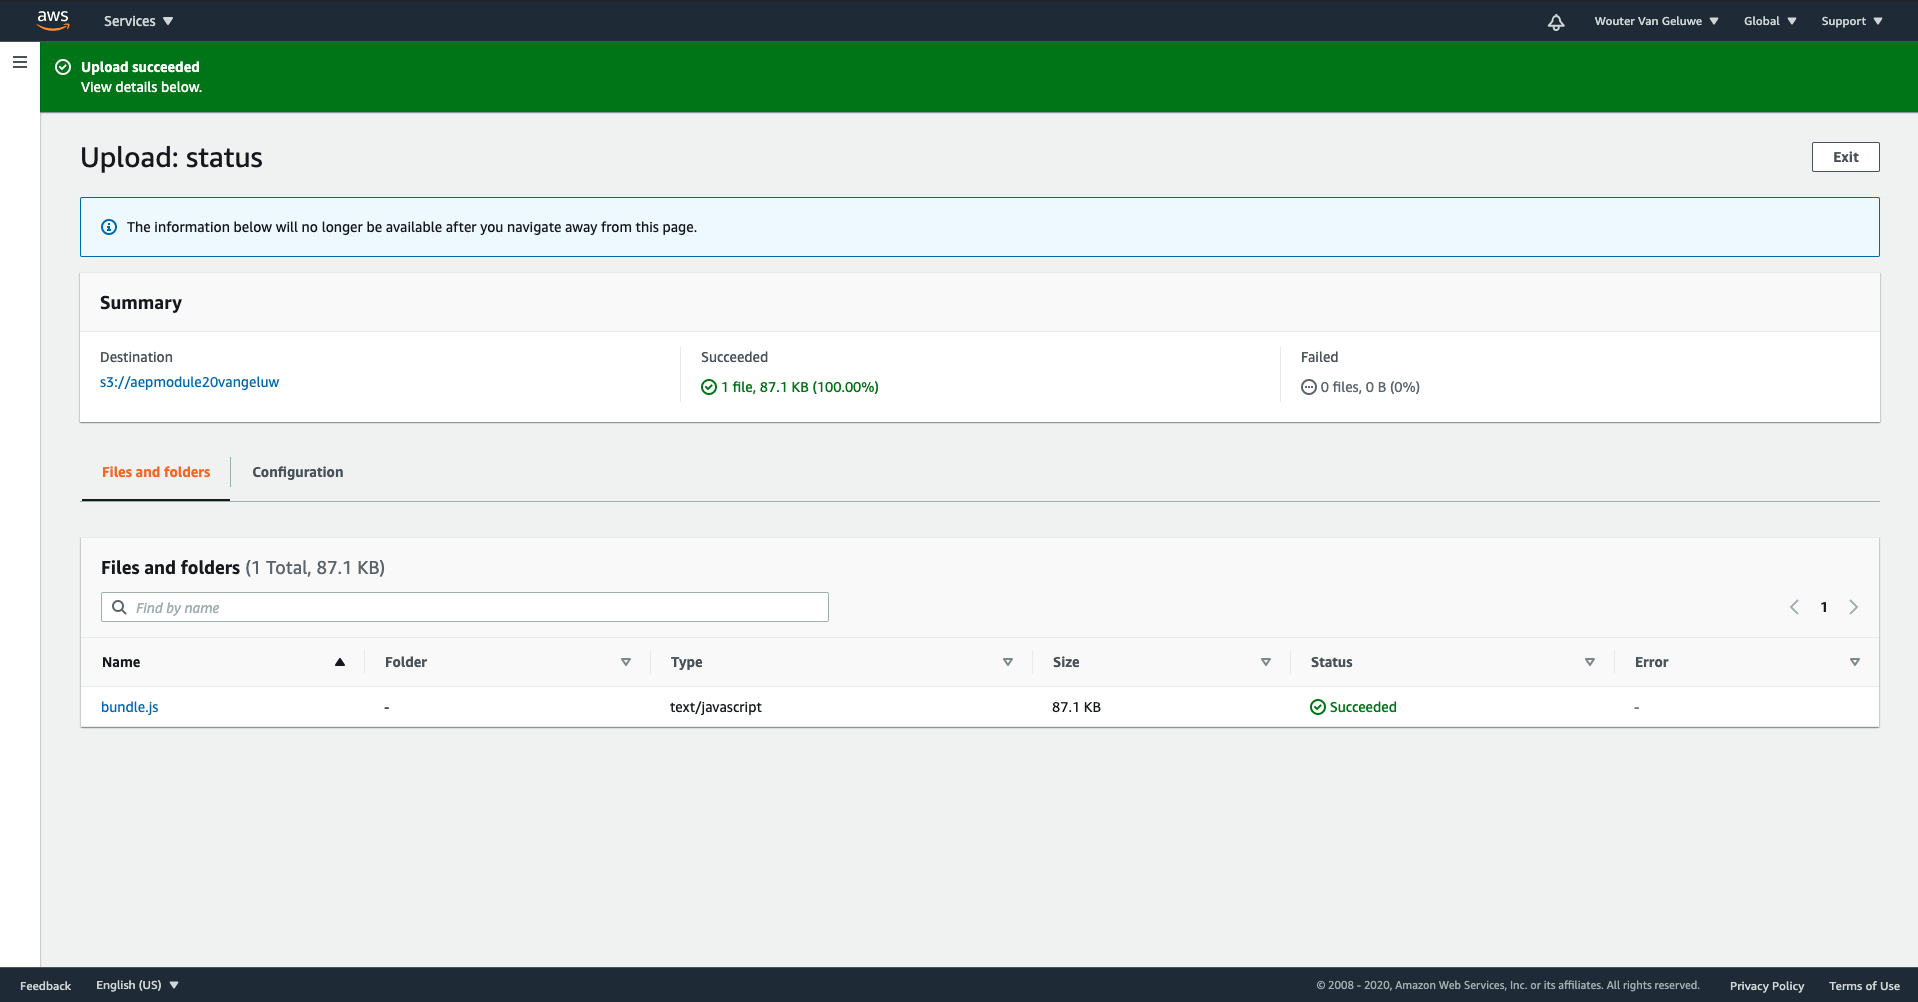 aws
Services
Wouter Van Geluwe
Global
Support
Upload succeeded
View details below.
Upload: status
Exit
The information below will no longer be available after you navigate away from this page.
Summary
Destination
s3://aepmodule20vangeluw
Succeeded
1 file, 87.1 KB (100.00%)
Failed
0 files, 0 B (0%)
Files and folders
Configuration
Files and folders (1 Total, 87.1 KB)
Find by name
1
Name Folder Type Size Status Error
bundle.js - text/javascript 87.1 KB Succeeded -
Feedback
English (US)
© 2008 - 2020, Amazon Web Services, Inc. or its affiliates. All rights reserved.
Privacy Policy
Terms of Use